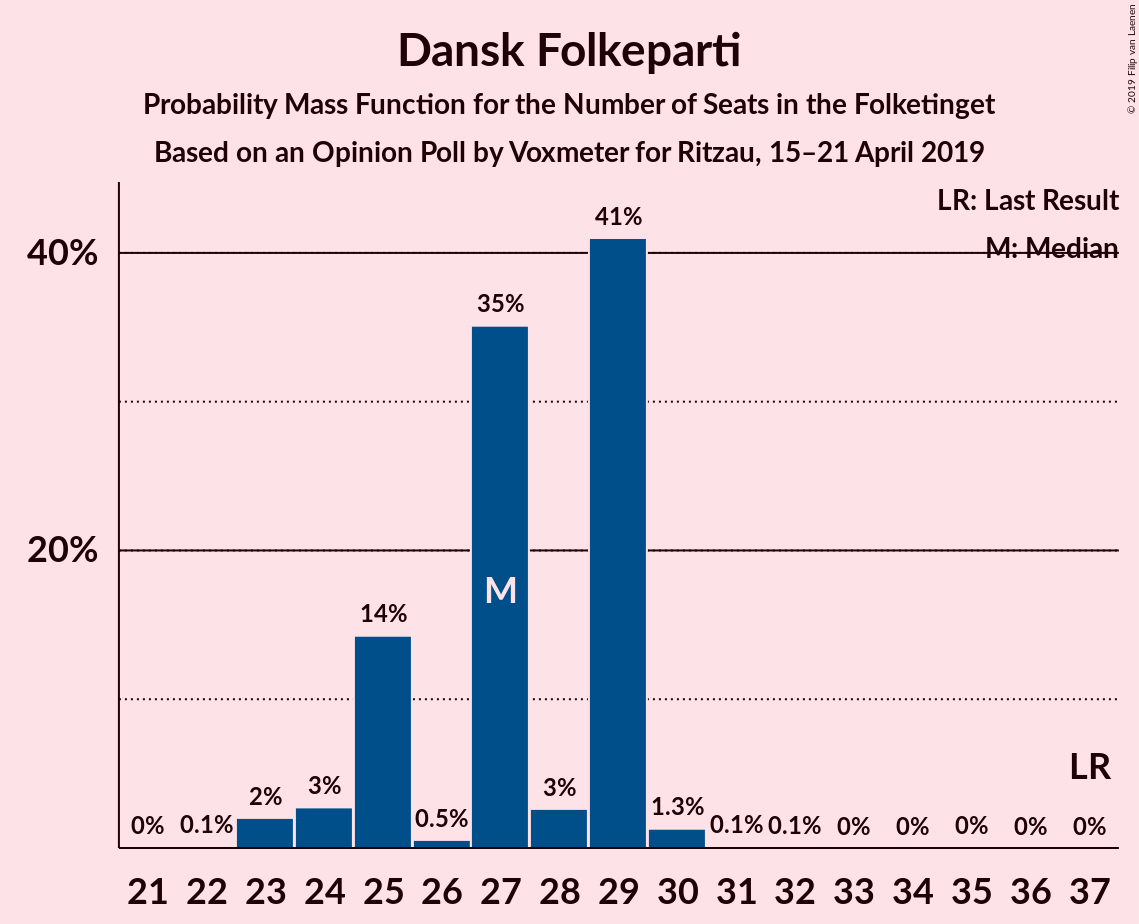 Dansk Folkeparti
Probability Mass Function for the Number of Seats in the Folketinget
Based on an Opinion Poll by Voxmeter for Ritzau, 15–21 April 2019
© 2019 Filip van Laenen
LR: Last Result
M: Median
40%
20%
0%
0.1%
2%
3%
14%
0.5%
35%
3%
41%
1.3%
0.1%
0.1%
0%
0%
0%
0%
0%
M
LR
21 22 23 24 25 26 27 28 29 30 31 32 33 34 35 36 37